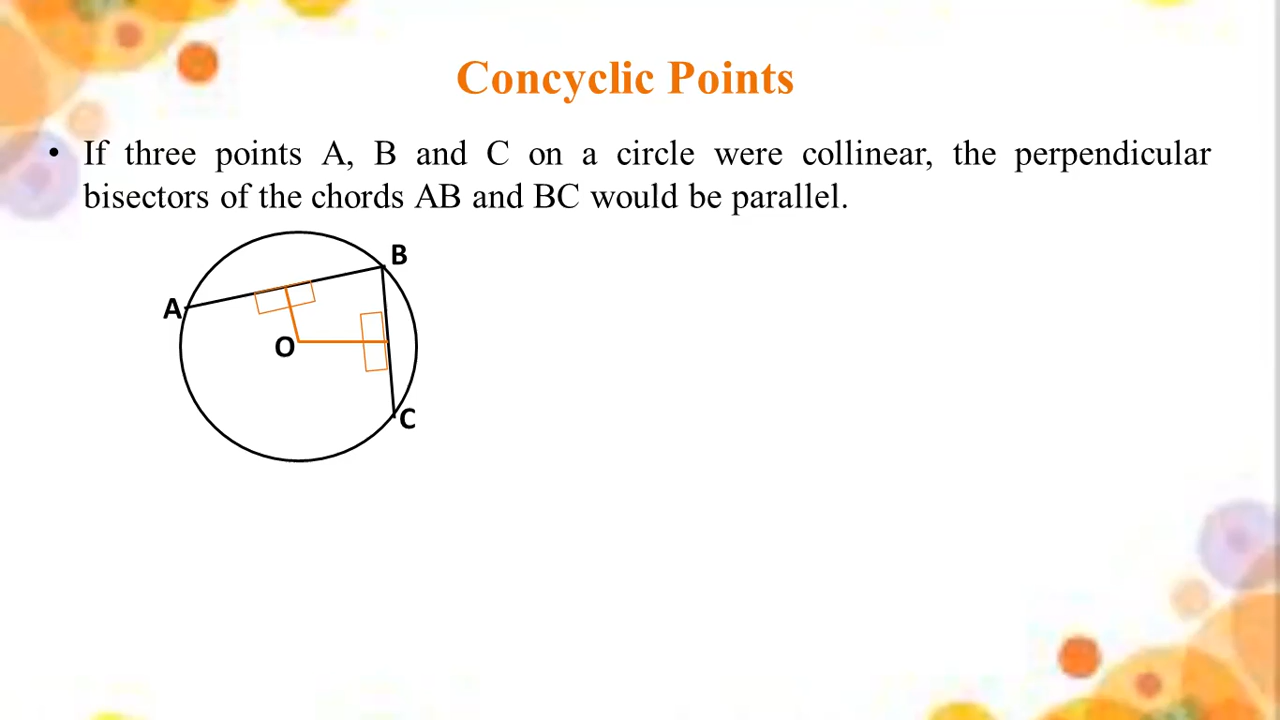 Concyclic Points
• If three points A, B and C on a circle were collinear, the perpendicular
bisectors of the chords AB and BC would be parallel.
B
A
O
C